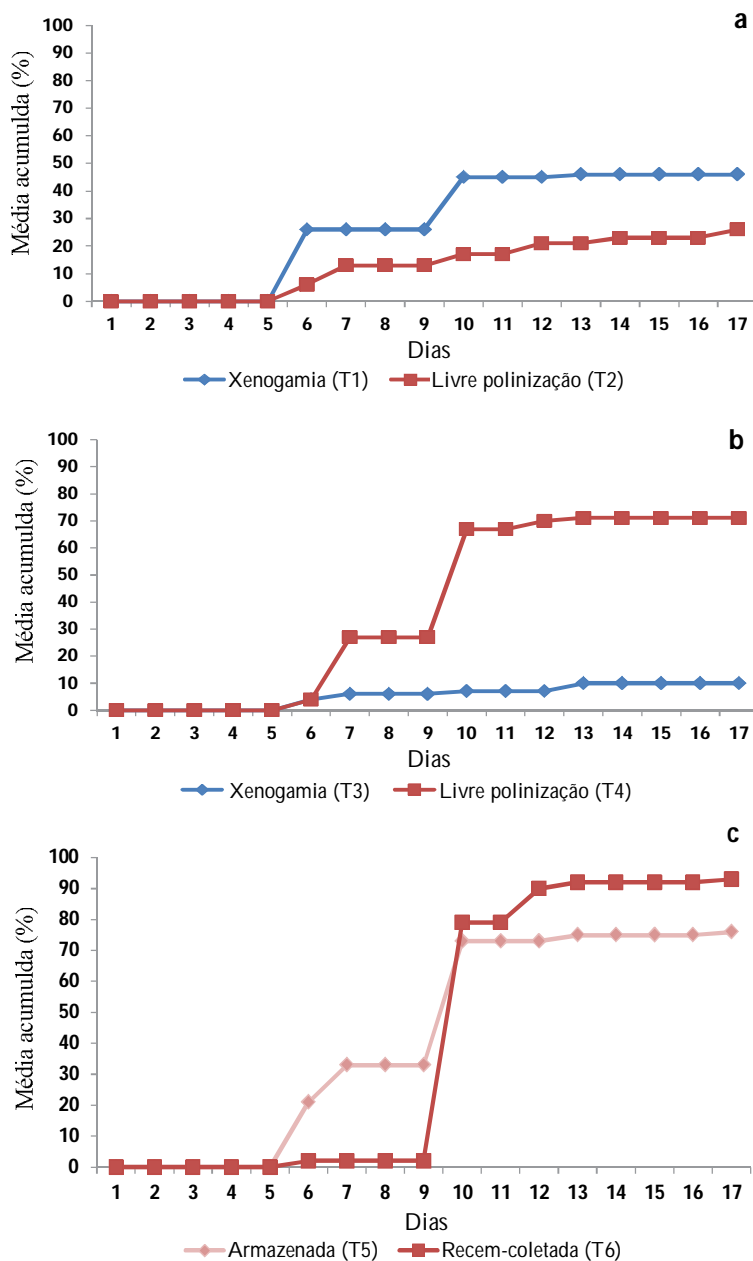 a
Média acumulda (%)
100
90
80
70
60
50
40
30
20
10
0
1 2 3 4 5 6 7 8 9 10 11 12 13 14 15 16 17
Dias
Xenogamia (T1) Livre polinização (T2)
b
Média acumulda (%)
100
90
80
70
60
50
40
30
20
10
0
1 2 3 4 5 6 7 8 9 10 11 12 13 14 15 16 17
Dias
Xenogamia (T3) Livre polinização (T4)
c
Média acumulda (%)
100
90
80
70
60
50
40
30
20
10
0
1 2 3 4 5 6 7 8 9 10 11 12 13 14 15 16 17
Dias
Armazenada (T5) Recem-coletada (T6)